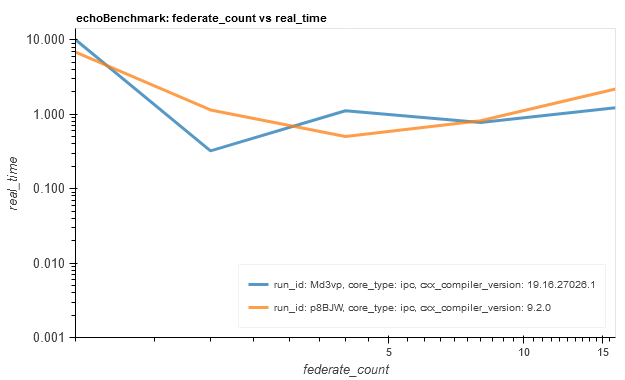 echoBenchmark: federate_count vs real_time
10.000
1.000
0.100
0.010
0.001
real_time
run_id: Md3vp, core_type: ipc, cxx_compiler_version: 19.16.27026.1
run_id: p8BJW, core_type: ipc, cxx_compiler_version: 9.2.0
5
10
15
federate_count